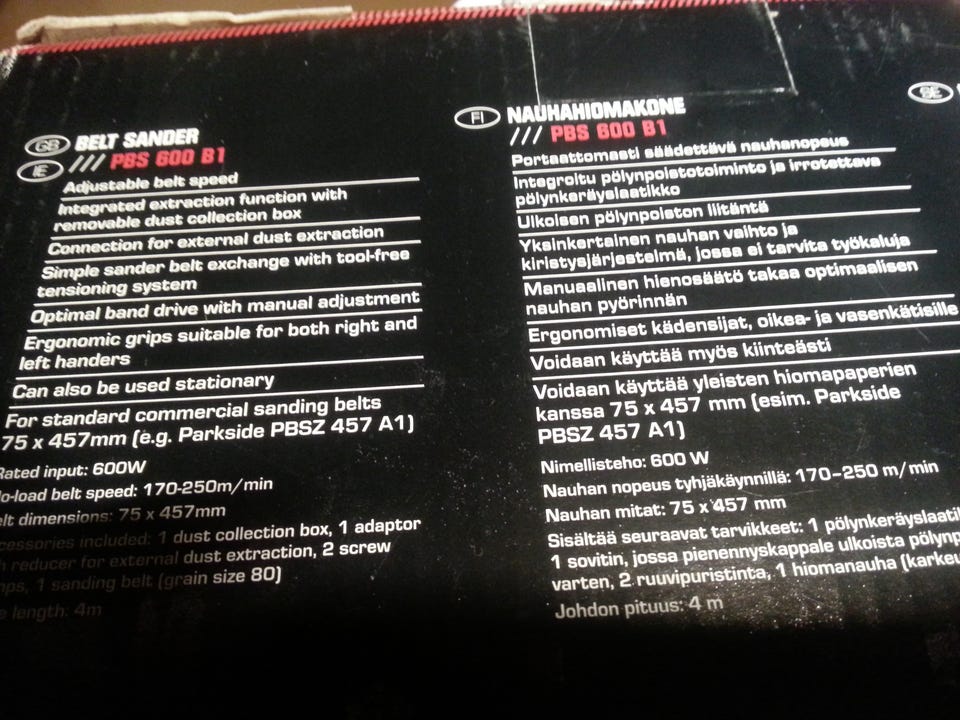 GB BELT SANDER
IE /// PBS 600 B1
Adjustable belt speed
Integrated extraction function with
removable dust collection box
Connection for external dust extraction
Simple sander belt exchange with tool-free
tensioning system
Optimal band drive with manual adjustment
Ergonomic grips suitable for both right and
left handers
Can also be used stationary
For standard commercial sanding belts
75 x 457mm (e.g. Parkside PBSZ 457 A1)
Rated input: 600W
o-load belt speed: 170-250m/min
elt dimensions: 75 x 457mm
cessories included: 1 dust collection box, 1 adaptor
h reducer for external dust extraction, 2 screw
mps, 1 sanding belt (grain size 80)
e length: 4m
FI NAUHAHIOMAKONE
/// PBS 600 B1
Portaattomasti säädettävä nauhanopeus
Integroitu pölynpoistotoiminto ja irrotettava
pölynkeräyslaatikko
Ulkoisen pölynpoiston liitäntä
Yksinkertainen nauhan vaihto ja
kiristysjärjestelmä, jossa ei tarvita työkaluja
Manuaalinen hienosäätö takaa optimaalisen
nauhan pyörinnän
Ergonomiset kädensijat, oikea- ja vasenkätisille
Voidaan käyttää myös kiinteästi
Voidaan käyttää yleisten hiomapaperien
kanssa 75 x 457 mm (esim. Parkside
PBSZ 457 A1)
Nimellisteho: 600 W
Nauhan nopeus tyhjäkäynnillä: 170–250 m/min
Nauhan mitat: 75 x 457 mm
Sisältää seuraavat tarvikkeet: 1 pölynkeräyslaatik
1 sovitin, jossa pienennyskappale ulkoista pölynp
varten, 2 ruuvipuristinta, 1 hiomanauha (karkeu
Johdon pituus: 4 m
SE